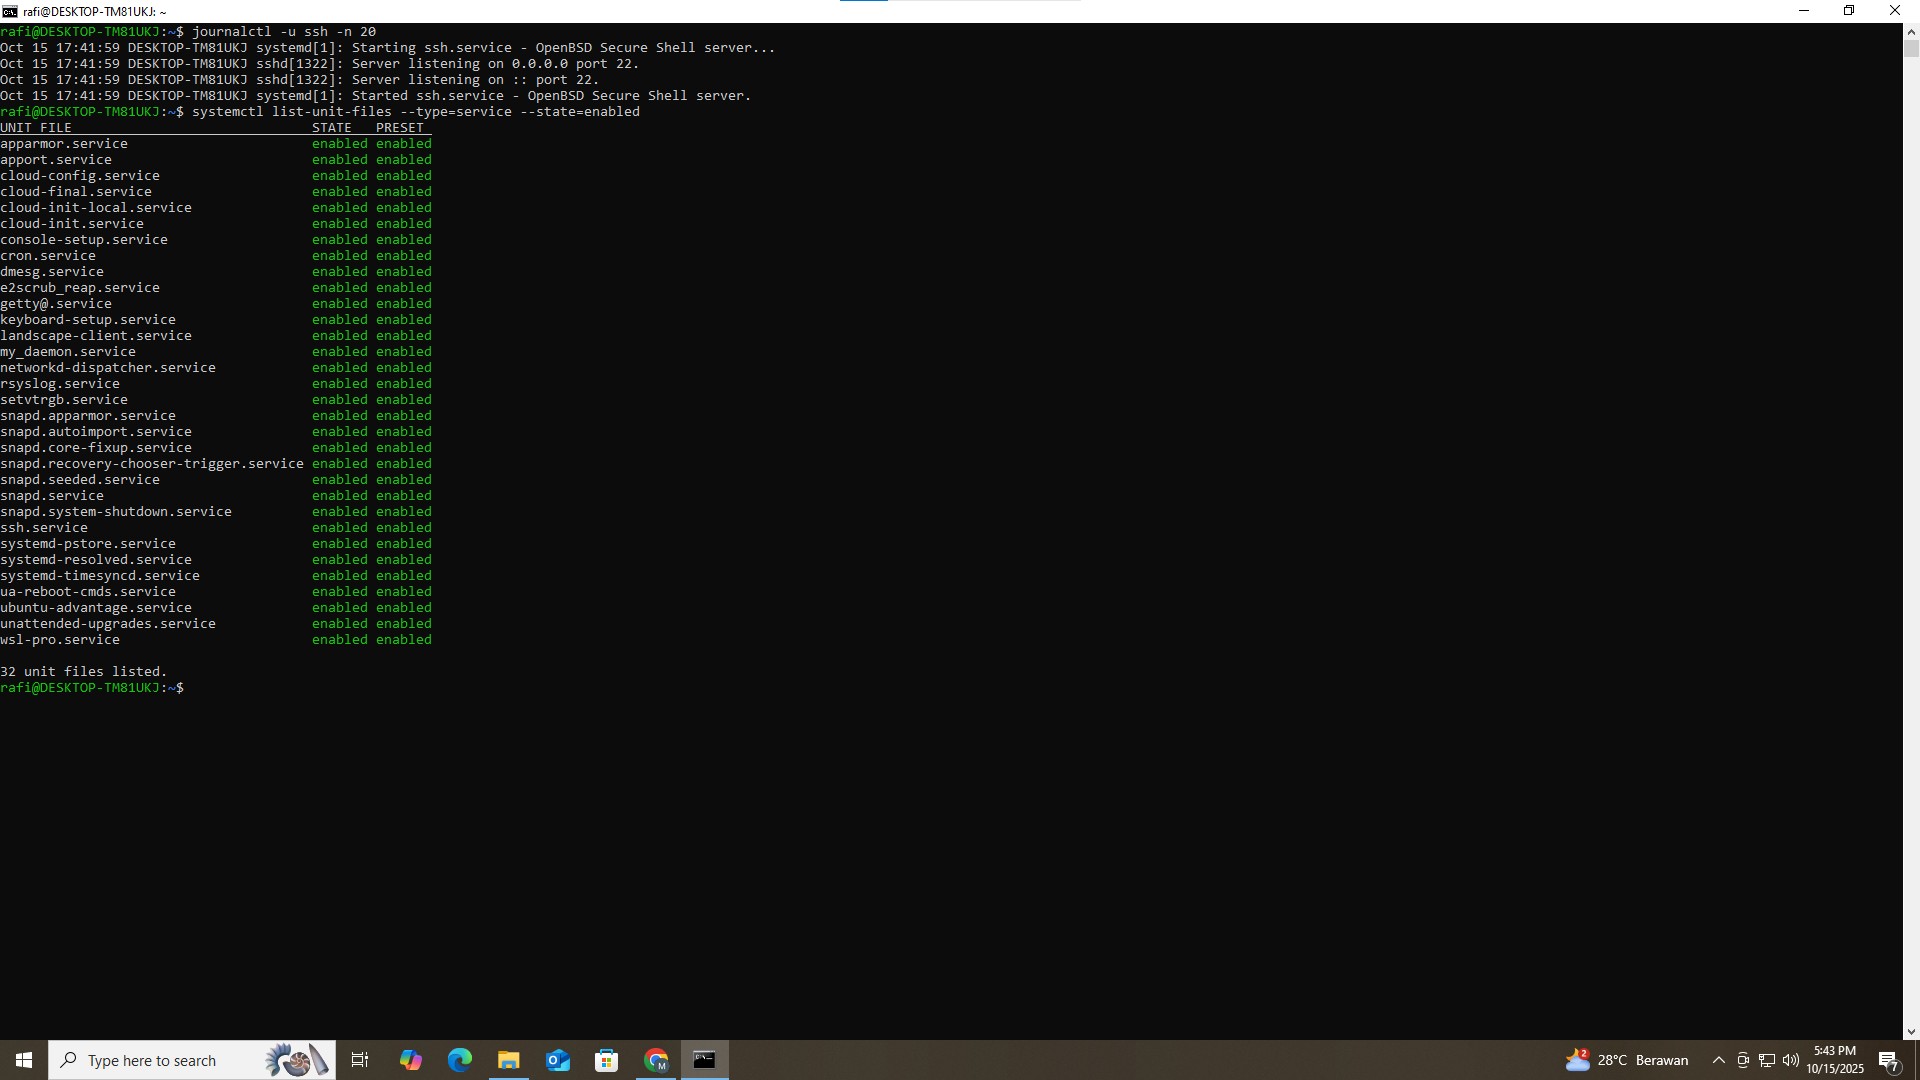 rafi@DESKTOP-TM81UKJ: ~
rafi@DESKTOP-TM81UKJ:~$ journalctl -u ssh -n 20
Oct 15 17:41:59 DESKTOP-TM81UKJ systemd[1]: Starting ssh.service - OpenBSD Secure Shell server...
Oct 15 17:41:59 DESKTOP-TM81UKJ sshd[1322]: Server listening on 0.0.0.0 port 22.
Oct 15 17:41:59 DESKTOP-TM81UKJ sshd[1322]: Server listening on :: port 22.
Oct 15 17:41:59 DESKTOP-TM81UKJ systemd[1]: Started ssh.service - OpenBSD Secure Shell server.
rafi@DESKTOP-TM81UKJ:~$ systemctl list-unit-files --type=service --state=enabled
UNIT FILE STATE PRESET
apparmor.service enabled enabled
apport.service enabled enabled
cloud-config.service enabled enabled
cloud-final.service enabled enabled
cloud-init-local.service enabled enabled
cloud-init.service enabled enabled
console-setup.service enabled enabled
cron.service enabled enabled
dmesg.service enabled enabled
e2scrub_reap.service enabled enabled
getty@.service enabled enabled
keyboard-setup.service enabled enabled
landscape-client.service enabled enabled
my_daemon.service enabled enabled
networkd-dispatcher.service enabled enabled
rsyslog.service enabled enabled
setvtrgb.service enabled enabled
snapd.apparmor.service enabled enabled
snapd.autoimport.service enabled enabled
snapd.core-fixup.service enabled enabled
snapd.recovery-chooser-trigger.service enabled enabled
snapd.seeded.service enabled enabled
snapd.service enabled enabled
snapd.system-shutdown.service enabled enabled
ssh.service enabled enabled
systemd-pstore.service enabled enabled
systemd-resolved.service enabled enabled
systemd-timesyncd.service enabled enabled
ua-reboot-cmds.service enabled enabled
ubuntu-advantage.service enabled enabled
unattended-upgrades.service enabled enabled
wsl-pro.service enabled enabled
32 unit files listed.
rafi@DESKTOP-TM81UKJ:~$
Type here to search
2
28°C Berawan
5:43 PM
10/15/2025
7